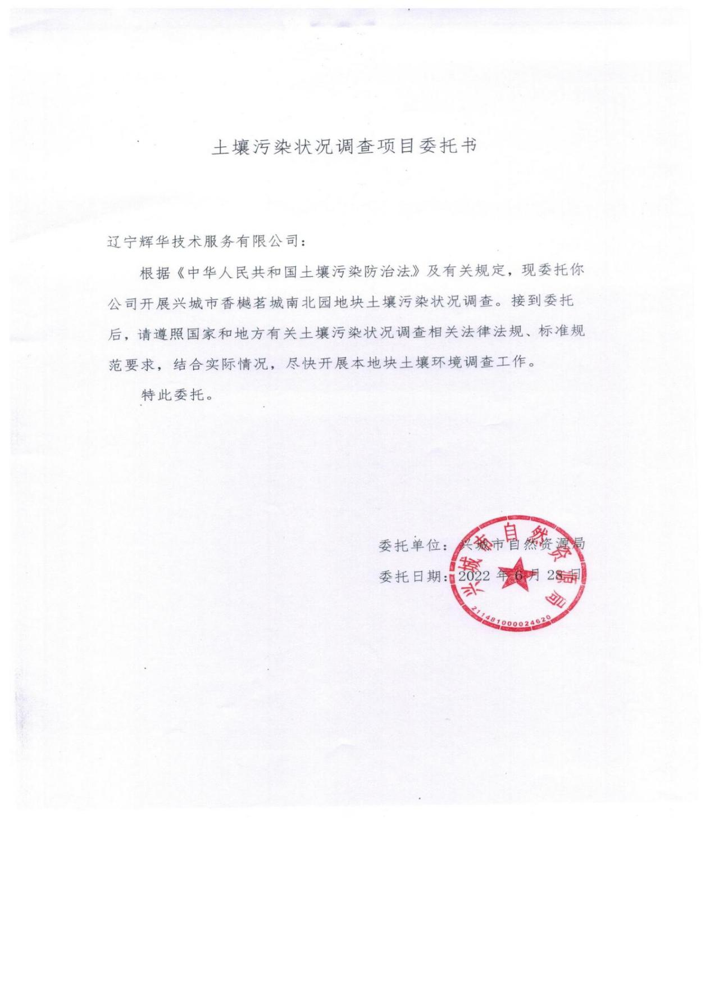 土壤污染状况调查项目委托书
辽宁辉华技术服务有限公司：
根据《中华人民共和国土壤污染防治法》及有关规定，现委托你
公司开展兴城市香樾茗城南北园地块土壤污染状况调查。接到委托
后，请遵照国家和地方有关土壤污染状况调查相关法律法规、标准规
范要求，结合实际情况，尽快开展本地块土壤环境调查工作。
特此委托。
委托单位：兴城市自然资源局
委托日期：2022 年 6 月 28 日
兴城市自然资源局
211481000024620